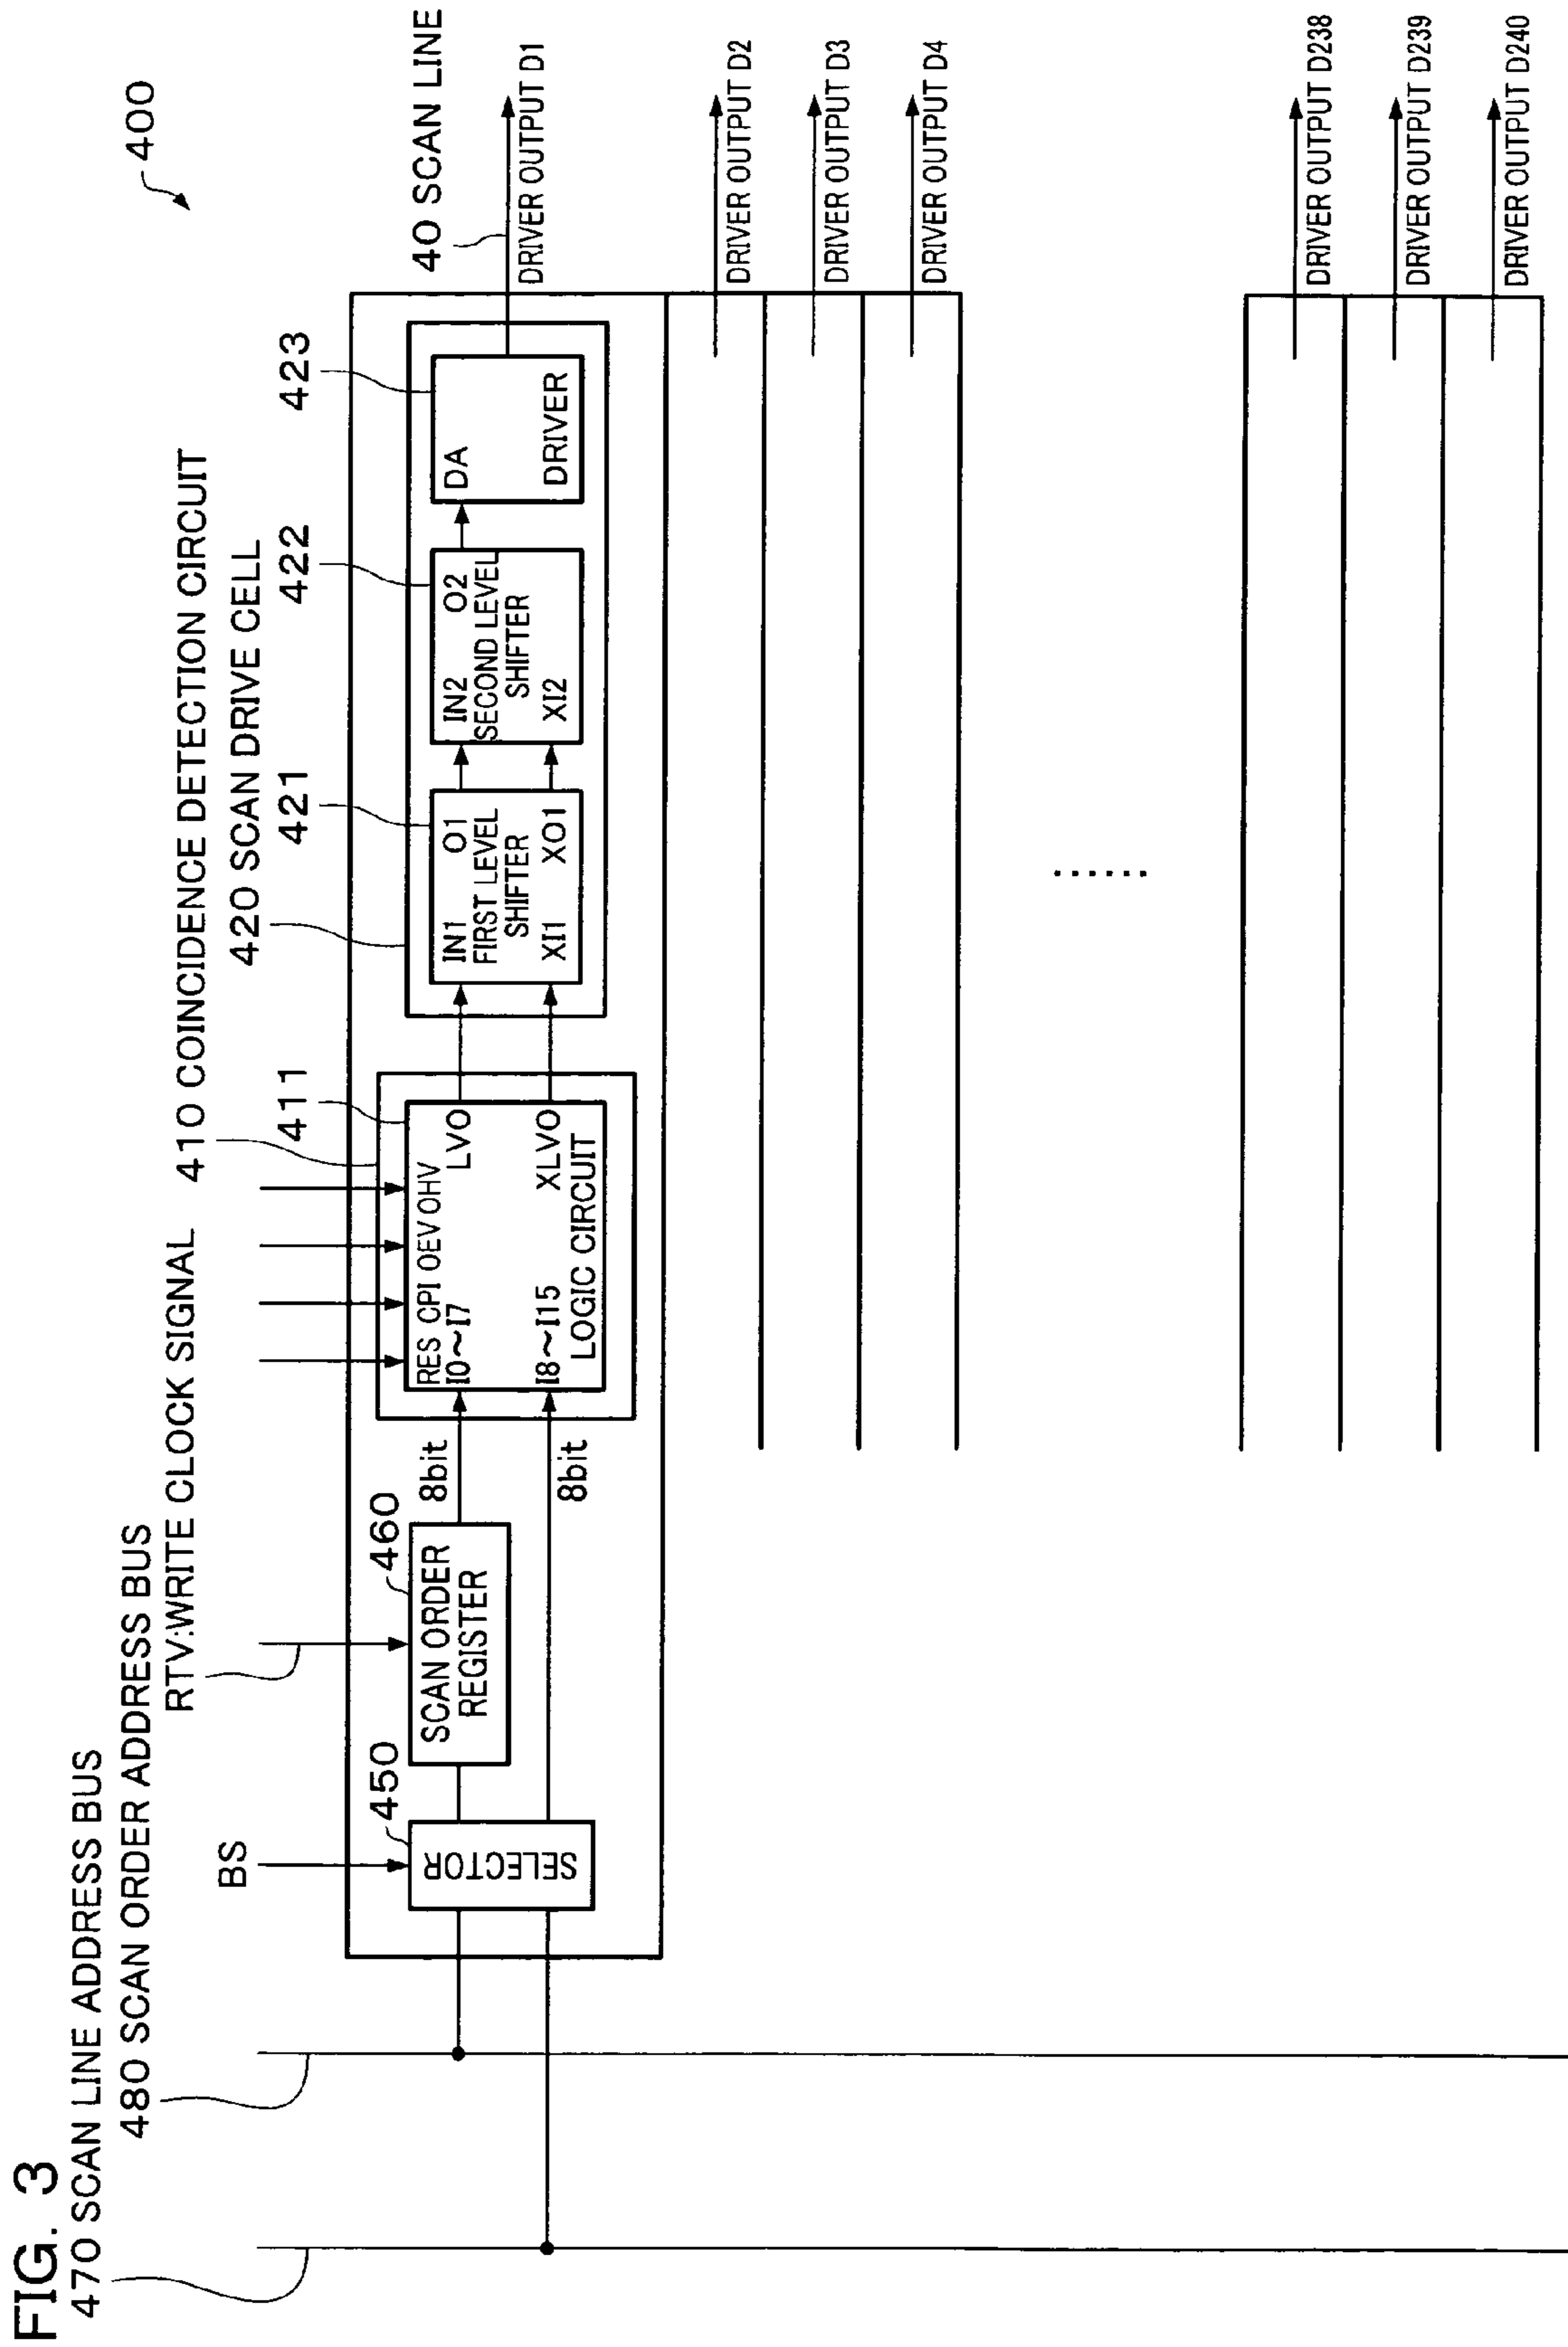 FIG. 3
400
470 SCAN LINE ADDRESS BUS
480 SCAN ORDER ADDRESS BUS
RTV:WRITE CLOCK SIGNAL
410 COINCIDENCE DETECTION CIRCUIT
420 SCAN DRIVE CELL
BS
411
421
422
423
450
460
40 SCAN LINE
SELECTOR
SCAN ORDER
REGISTER
8bit
8bit
RES CPI OEV OHV
I0~I7
LVO
I8~I15
XLVO
LOGIC CIRCUIT
IN1
O1
FIRST LEVEL
SHIFTER
XI1
XO1
IN2
O2
SECOND LEVEL
SHIFTER
XI2
DA
DRIVER
DRIVER OUTPUT D1
DRIVER OUTPUT D2
DRIVER OUTPUT D3
DRIVER OUTPUT D4
......
DRIVER OUTPUT D238
DRIVER OUTPUT D239
DRIVER OUTPUT D240